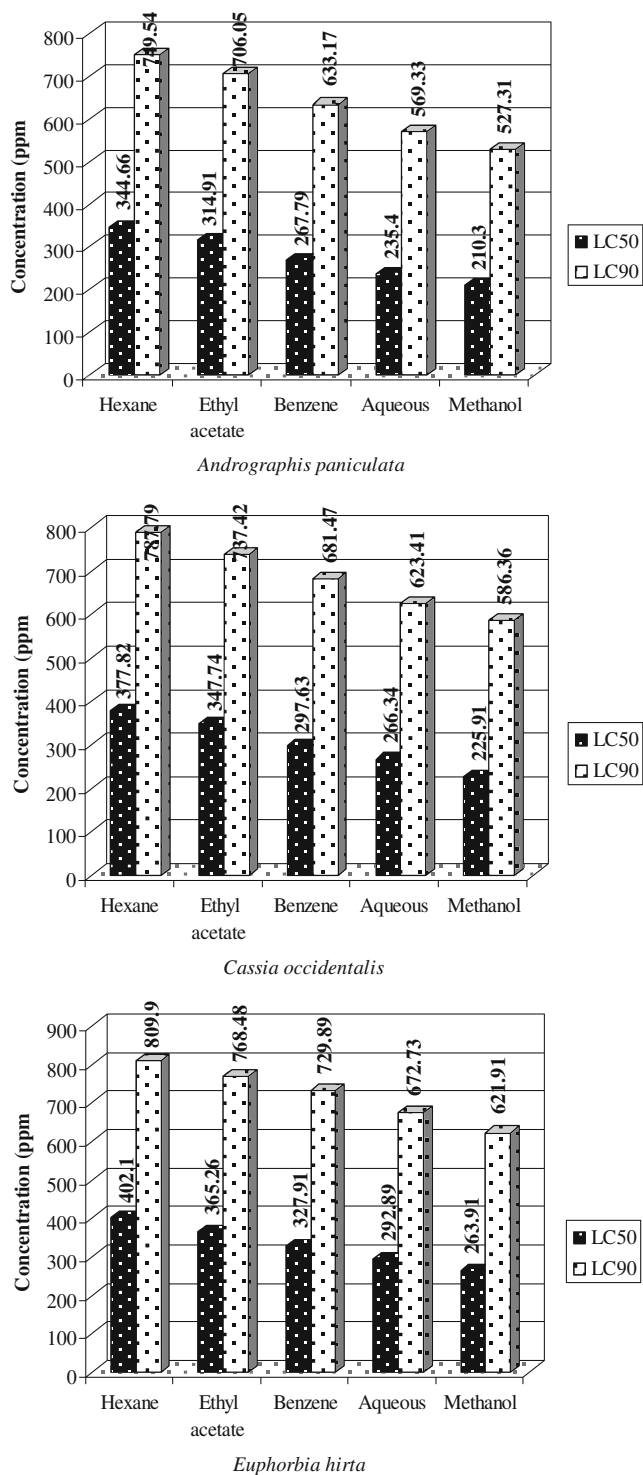 Concentration (ppm
800
700
600
500
400
300
200
100
0
344.66
749.54
314.91
706.05
267.79
633.17
235.4
569.33
210.3
527.31
LC50
LC90
Hexane
Ethyl
acetate
Benzene
Aqueous
Methanol
Andrographis paniculata
Concentration (ppm
800
700
600
500
400
300
200
100
0
377.82
787.79
347.74
737.42
297.63
681.47
266.34
623.41
225.91
586.36
LC50
LC90
Hexane
Ethyl
acetate
Benzene
Aqueous
Methanol
Cassia occidentalis
Concentration (ppm
900
800
700
600
500
400
300
200
100
0
402.1
809.9
365.26
768.48
327.91
729.89
292.89
672.73
263.91
621.91
LC50
LC90
Hexane
Ethyl
acetate
Benzene
Aqueous
Methanol
Euphorbia hirta